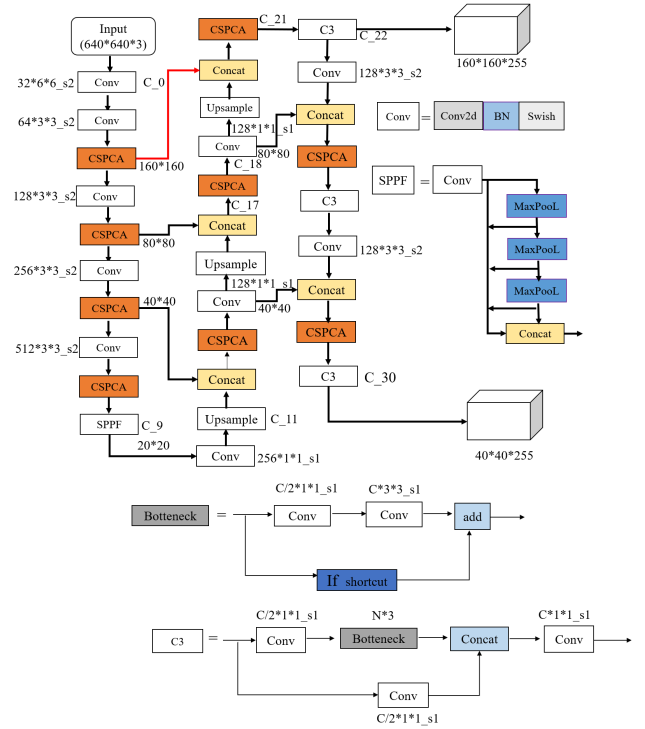 Input
(640*640*3)
32*6*6_s2
Conv
C_0
64*3*3_s2
Conv
CSPCA
160*160
128*3*3_s2
Conv
CSPCA
80*80
256*3*3_s2
Conv
CSPCA
40*40
512*3*3_s2
Conv
CSPCA
SPPF
C_9
20*20
Conv
256*1*1_s1
Upsample
C_11
Concat
CSPCA
Conv
40*40
128*1*1_s1
Upsample
Concat
C_17
CSPCA
C_18
Conv
80*80
128*1*1_s1
Upsample
Concat
CSPCA
C_21
C3
C_22
Conv
128*3*3_s2
Concat
CSPCA
C3
Conv
128*3*3_s2
Concat
CSPCA
C3
C_30
160*160*255
40*40*255
Conv
=
Conv2d
BN
Swish
SPPF
=
Conv
MaxPooL
MaxPooL
MaxPooL
Concat
C/2*1*1_s1
C*3*3_s1
Botteneck
=
Conv
Conv
add
If shortcut
C/2*1*1_s1
N*3
C*1*1_s1
C3
=
Conv
Botteneck
Concat
Conv
Conv
C/2*1*1_s1